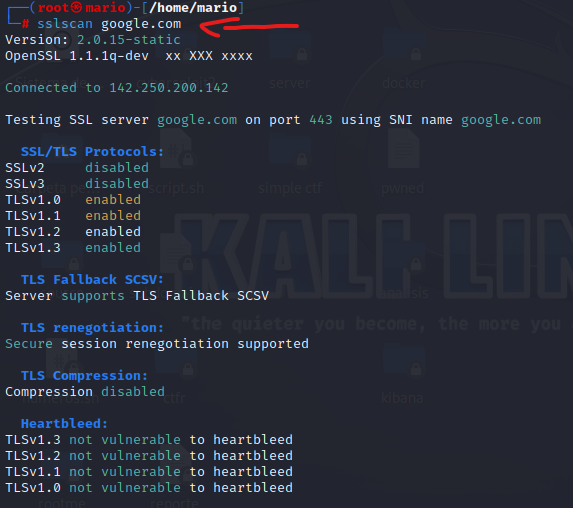 ┌──(root㉿mario)-[/home/mario]
└─# sslscan google.com
Version: 2.0.15-static
OpenSSL 1.1.1q-dev  xx XXX xxxx
Connected to 142.250.200.142
Testing SSL server google.com on port 443 using SNI name google.com
SSL/TLS Protocols:
SSLv2     disabled
SSLv3     disabled
TLSv1.0   enabled
TLSv1.1   enabled
TLSv1.2   enabled
TLSv1.3   enabled
TLS Fallback SCSV:
Server supports TLS Fallback SCSV
TLS renegotiation:
Secure session renegotiation supported
TLS Compression:
Compression disabled
Heartbleed:
TLSv1.3 not vulnerable to heartbleed
TLSv1.2 not vulnerable to heartbleed
TLSv1.1 not vulnerable to heartbleed
TLSv1.0 not vulnerable to heartbleed
server
docker
script.sh
simple.ctf
pwned
KALI LIN
"the quieter you become, the more you
ctfr
kibana